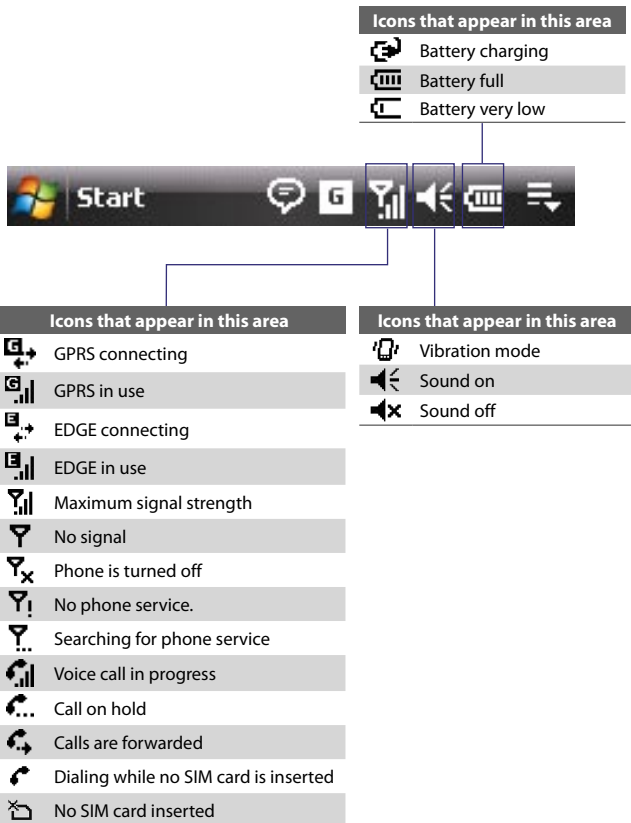 Icons that appear in this area
Battery charging
Battery full
Battery very low
Start
G
Icons that appear in this area
G GPRS connecting
G GPRS in use
E EDGE connecting
E EDGE in use
Maximum signal strength
No signal
Phone is turned off
No phone service.
Searching for phone service
Voice call in progress
Call on hold
Calls are forwarded
Dialing while no SIM card is inserted
No SIM card inserted
Icons that appear in this area
Vibration mode
Sound on
Sound off